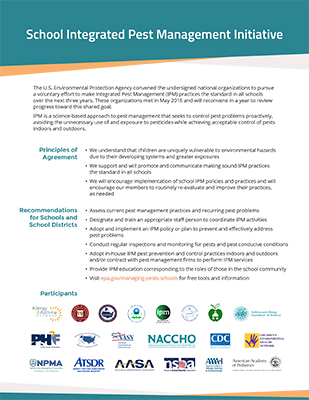 School Integrated Pest Management Initiative
The U.S. Environmental Protection Agency convened the undersigned national organizations to pursue
a voluntary effort to make Integrated Pest Management (IPM) practices the standard in all schools
over the next three years. These organizations met in May 2016 and will reconvene in a year to review
progress toward this shared goal.
IPM is a science-based approach to pest management that seeks to control pest problems proactively,
avoiding the unnecessary use of and exposure to pesticides while achieving acceptable control of pests
indoors and outdoors.
Principles of
Agreement
• We understand that children are uniquely vulnerable to environmental hazards
due to their developing systems and greater exposures
• We support and will promote and communicate making sound IPM practices
the standard in all schools
• We will encourage implementation of school IPM policies and practices and will
encourage our members to routinely re-evaluate and improve their practices,
as needed
Recommendations
for Schools and
School Districts
• Assess current pest management practices and recurring pest problems
• Designate and train an appropriate staff person to coordinate IPM activities
• Adopt and implement an IPM policy or plan to prevent and effectively address
pest problems
• Conduct regular inspections and monitoring for pests and pest conducive conditions
• Adopt in-house IPM pest prevention and control practices indoors and outdoors
and/or contract with pest management firms to perform IPM services
• Provide IPM education corresponding to the roles of those in the school community
• Visit epa.gov/managing-pests-schools for free tools and information
Participants
ipm
PHF
NACCHO
CDC
CHILDREN'S
ENVIRONMENTAL
HEALTH
NETWORK
NPMA
ATSDR
AASA
American Academy
of Pediatrics